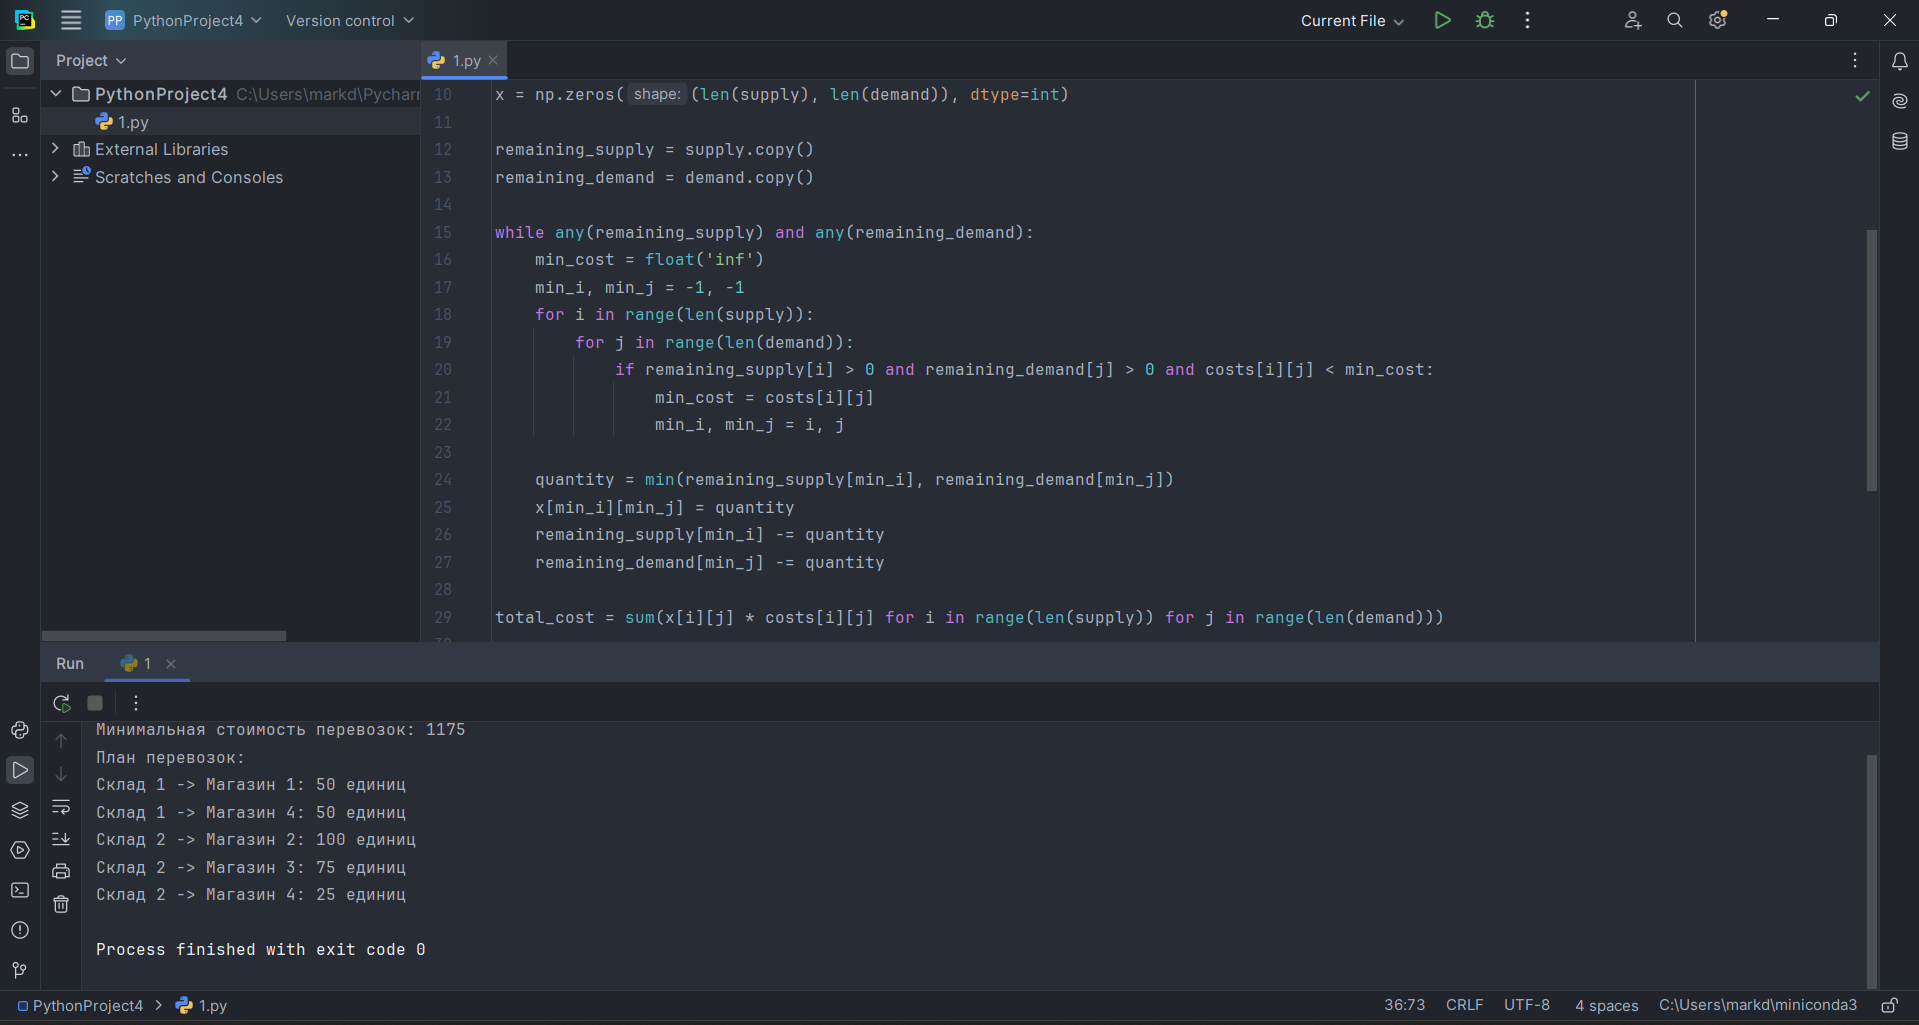 PP PythonProject4 Version control Current File
Project
1.py
PythonProject4 C:\Users\markd\Pychar
1.py
External Libraries
Scratches and Consoles
10 x = np.zeros( shape: (len(supply), len(demand)), dtype=int)
11
12 remaining_supply = supply.copy()
13 remaining_demand = demand.copy()
14
15 while any(remaining_supply) and any(remaining_demand):
16 min_cost = float('inf')
17 min_i, min_j = -1, -1
18 for i in range(len(supply)):
19 for j in range(len(demand)):
20 if remaining_supply[i] > 0 and remaining_demand[j] > 0 and costs[i][j] < min_cost:
21 min_cost = costs[i][j]
22 min_i, min_j = i, j
23
24 quantity = min(remaining_supply[min_i], remaining_demand[min_j])
25 x[min_i][min_j] = quantity
26 remaining_supply[min_i] -= quantity
27 remaining_demand[min_j] -= quantity
28
29 total_cost = sum(x[i][j] * costs[i][j] for i in range(len(supply)) for j in range(len(demand)))
Run 1
Минимальная стоимость перевозок: 1175
План перевозок:
Склад 1 -> Магазин 1: 50 единиц
Склад 1 -> Магазин 4: 50 единиц
Склад 2 -> Магазин 2: 100 единиц
Склад 2 -> Магазин 3: 75 единиц
Склад 2 -> Магазин 4: 25 единиц
Process finished with exit code 0
PythonProject4 > 1.py 36:73 CRLF UTF-8 4 spaces C:\Users\markd\miniconda3